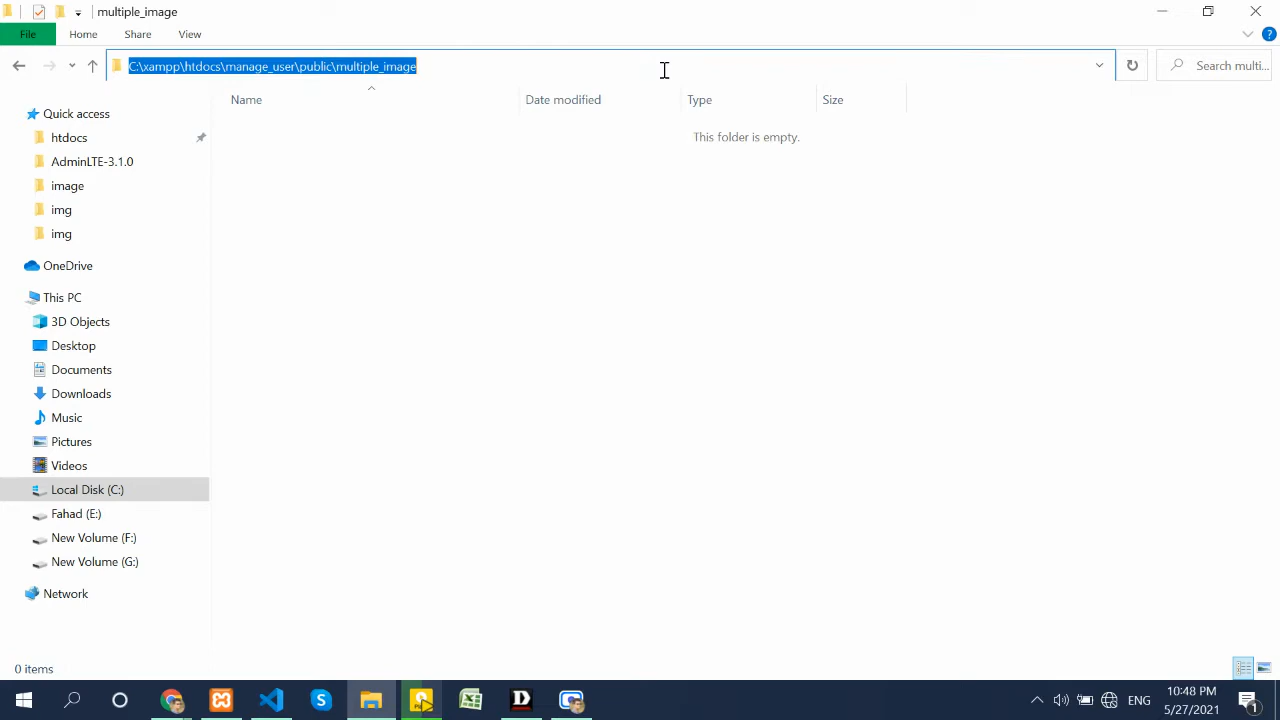 multiple_image
File
Home
Share
View
C:\xampp\htdocs\manage_user\public\multiple_image
Search multi...
Name
Date modified
Type
Size
This folder is empty.
Quick access
htdocs
AdminLTE-3.1.0
image
img
img
OneDrive
This PC
3D Objects
Desktop
Documents
Downloads
Music
Pictures
Videos
Local Disk (C:)
Fahad (E:)
New Volume (F:)
New Volume (G:)
Network
0 items
ENG
10:48 PM
5/27/2021
1